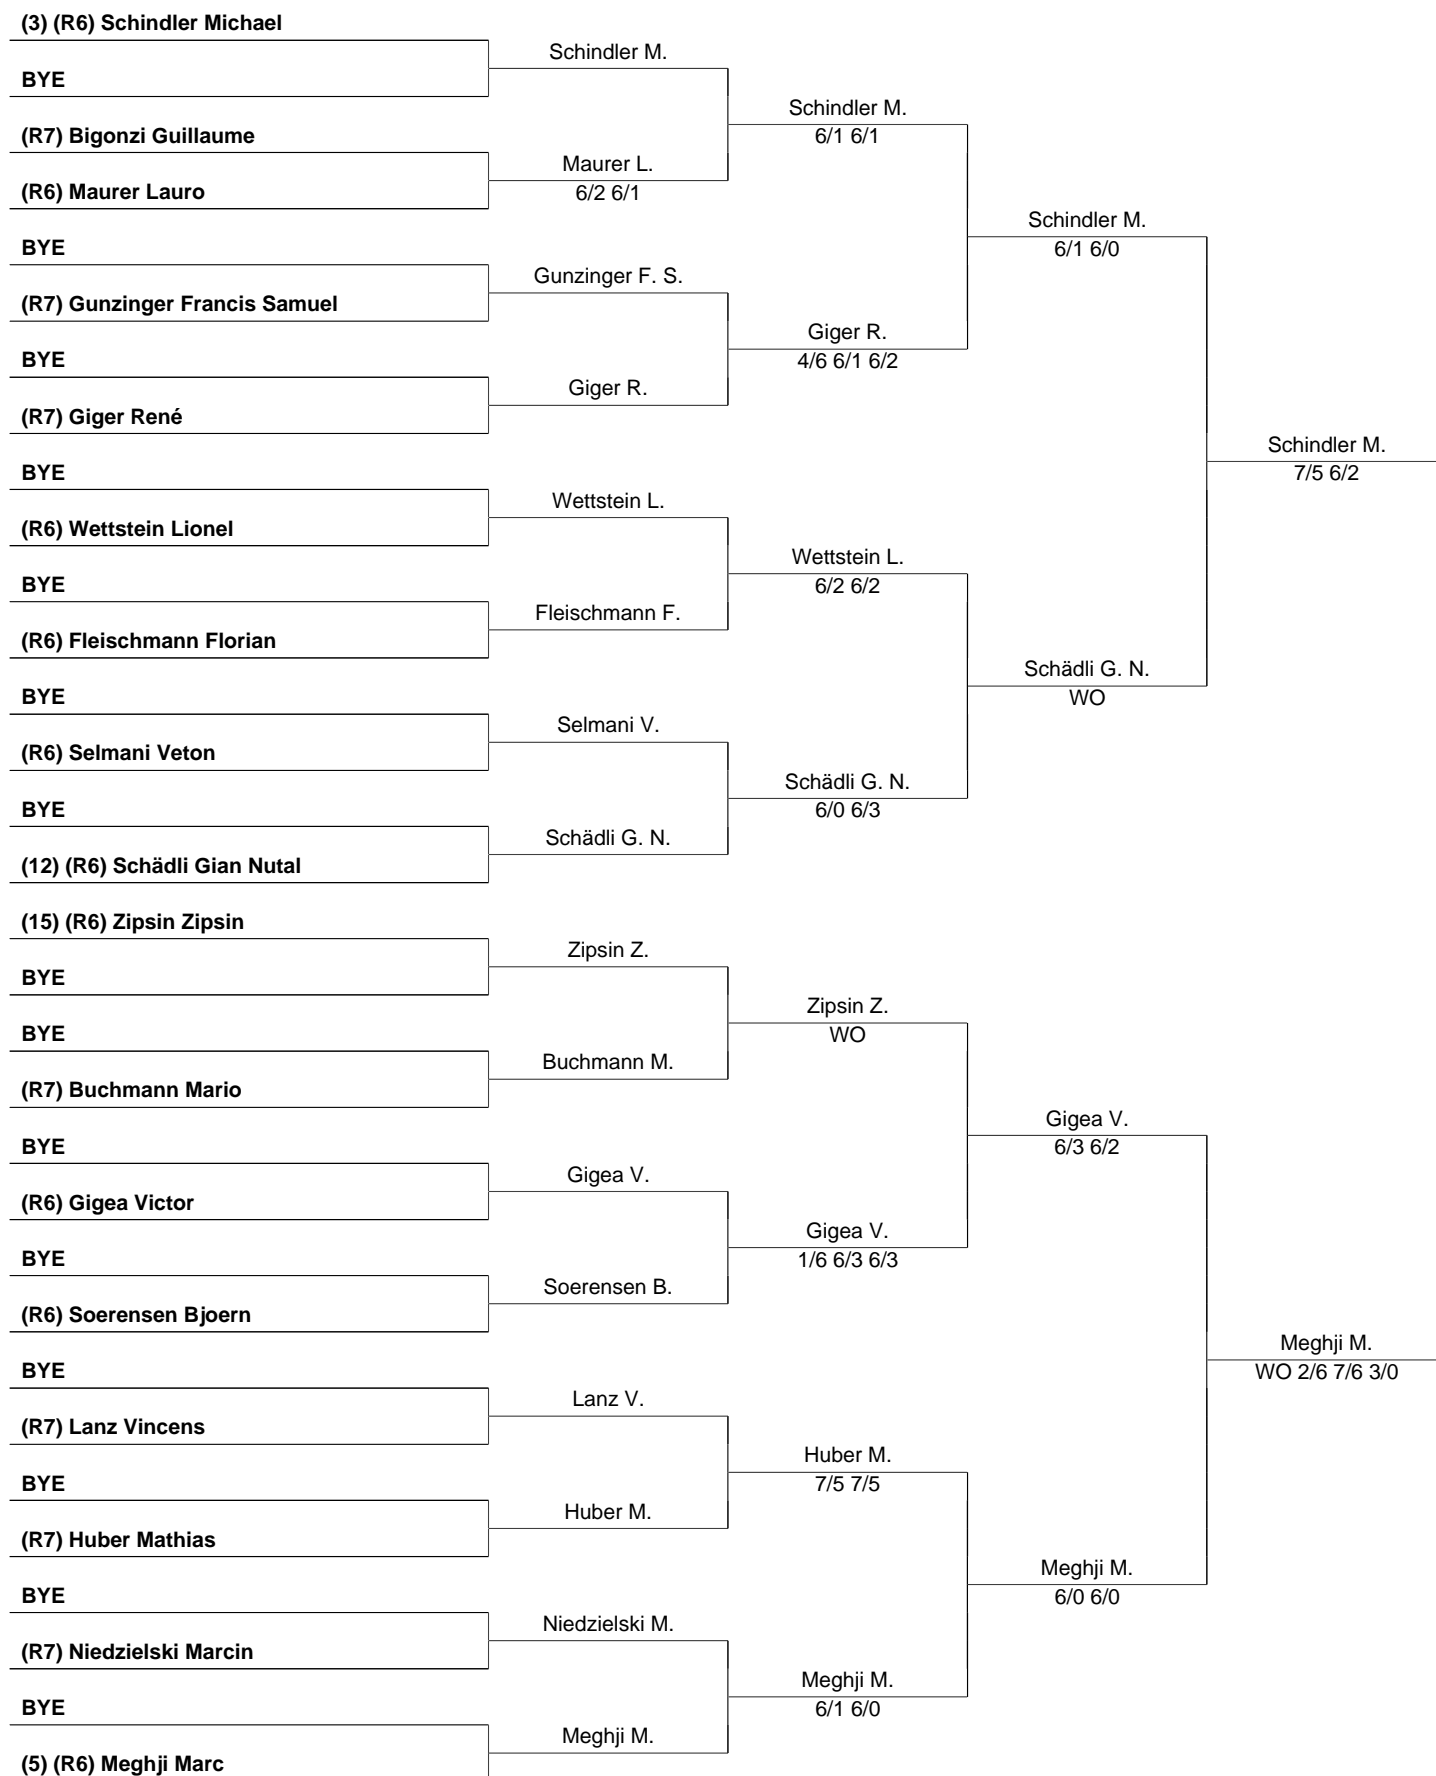 (3) (R6) Schindler Michael
Schindler M.
BYE
Schindler M.
6/1 6/1
(R7) Bigonzi Guillaume
Maurer L.
6/2 6/1
(R6) Maurer Lauro
Schindler M.
6/1 6/0
BYE
Gunzinger F. S.
(R7) Gunzinger Francis Samuel
Giger R.
4/6 6/1 6/2
BYE
Giger R.
(R7) Giger René
Schindler M.
7/5 6/2
BYE
Wettstein L.
(R6) Wettstein Lionel
Wettstein L.
6/2 6/2
BYE
Fleischmann F.
(R6) Fleischmann Florian
Schädli G. N.
WO
BYE
Selmani V.
(R6) Selmani Veton
Schädli G. N.
6/0 6/3
BYE
Schädli G. N.
(12) (R6) Schädli Gian Nutal
(15) (R6) Zipsin Zipsin
Zipsin Z.
BYE
Zipsin Z.
WO
BYE
Buchmann M.
(R7) Buchmann Mario
Gigea V.
6/3 6/2
BYE
Gigea V.
(R6) Gigea Victor
Gigea V.
1/6 6/3 6/3
BYE
Soerensen B.
(R6) Soerensen Bjoern
Meghji M.
WO 2/6 7/6 3/0
BYE
Lanz V.
(R7) Lanz Vincens
Huber M.
7/5 7/5
BYE
Huber M.
(R7) Huber Mathias
Meghji M.
6/0 6/0
BYE
Niedzielski M.
(R7) Niedzielski Marcin
Meghji M.
6/1 6/0
BYE
Meghji M.
(5) (R6) Meghji Marc